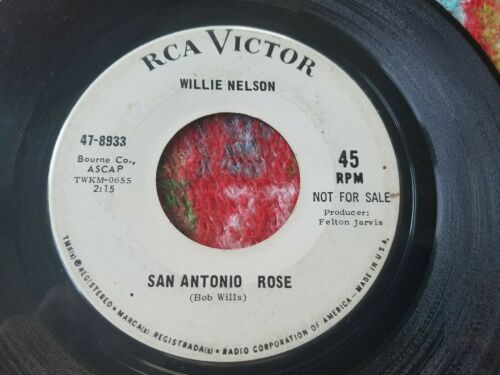 RCA VICTOR
WILLIE NELSON
47-8933
Bourne Co.,
ASCAP
TWKM-0655
2:15
45
RPM
NOT FOR SALE
Producer:
Felton Jarvis
SAN ANTONIO ROSE
(Bob Wills)
TMK(s) ® REGISTERED • MARCA(s) REGISTRADA(s) • RADIO CORPORATION OF AMERICA – MADE IN U.S.A.